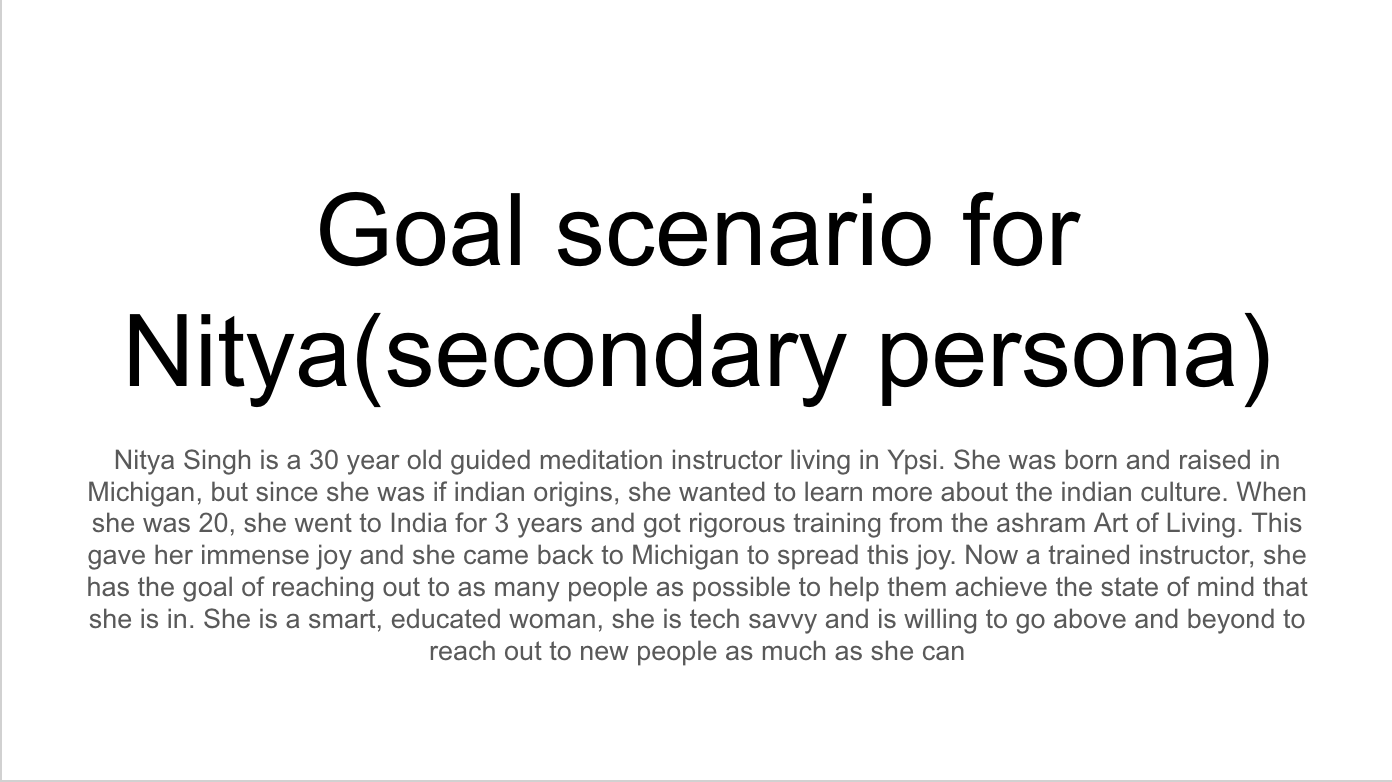 Goal scenario for
Nitya(secondary persona)
Nitya Singh is a 30 year old guided meditation instructor living in Ypsi. She was born and raised in
Michigan, but since she was if indian origins, she wanted to learn more about the indian culture. When
she was 20, she went to India for 3 years and got rigorous training from the ashram Art of Living. This
gave her immense joy and she came back to Michigan to spread this joy. Now a trained instructor, she
has the goal of reaching out to as many people as possible to help them achieve the state of mind that
she is in. She is a smart, educated woman, she is tech savvy and is willing to go above and beyond to
reach out to new people as much as she can